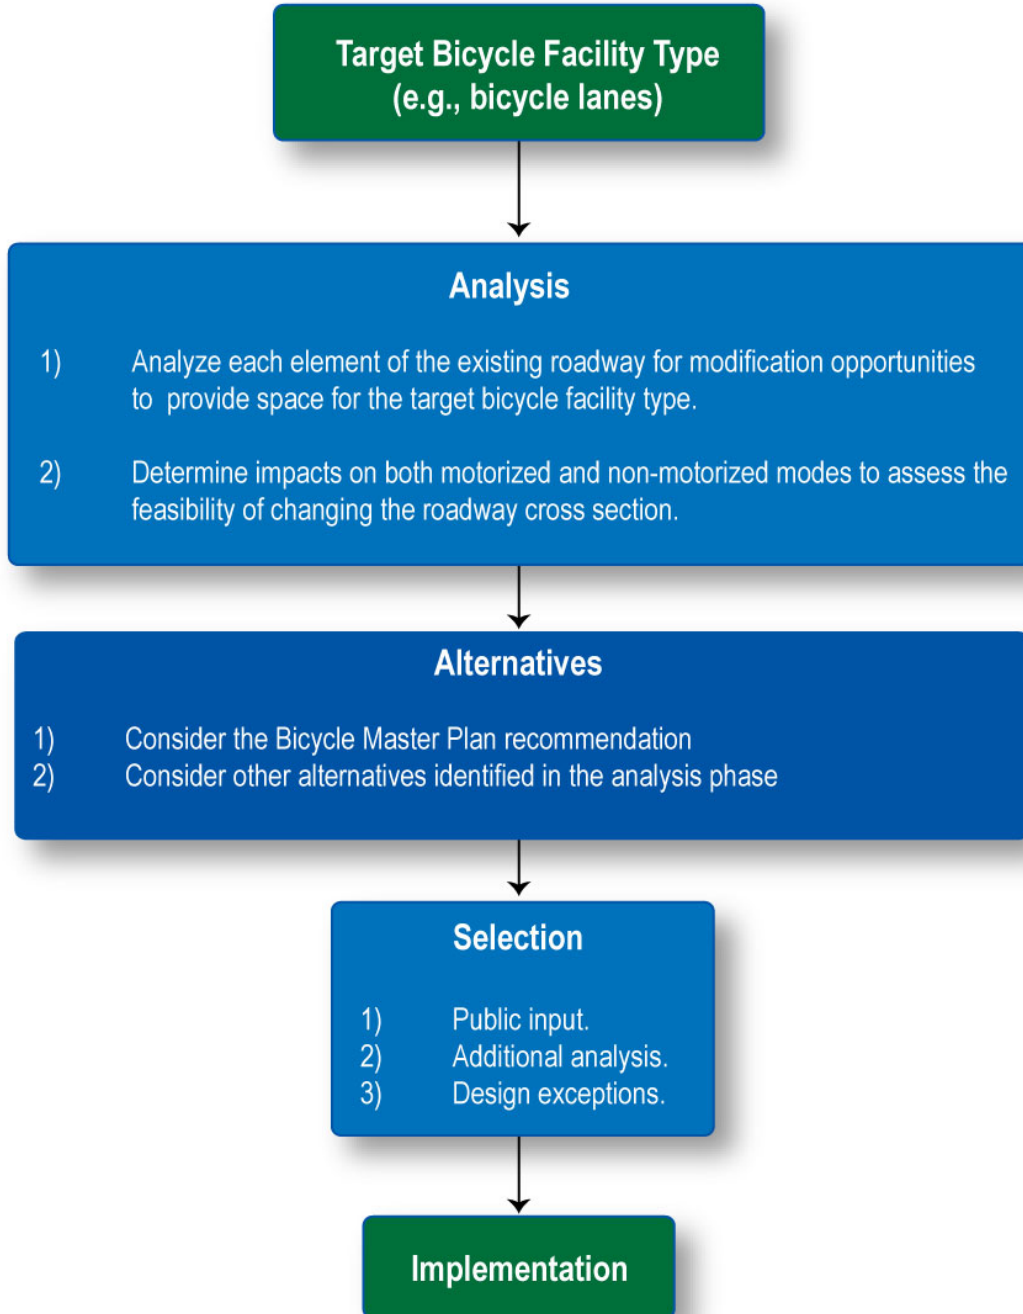 Target Bicycle Facility Type
(e.g., bicycle lanes)
Analysis
1) Analyze each element of the existing roadway for modification opportunities
to provide space for the target bicycle facility type.
2) Determine impacts on both motorized and non-motorized modes to assess the
feasibility of changing the roadway cross section.
Alternatives
1) Consider the Bicycle Master Plan recommendation
2) Consider other alternatives identified in the analysis phase
Selection
1) Public input.
2) Additional analysis.
3) Design exceptions.
Implementation